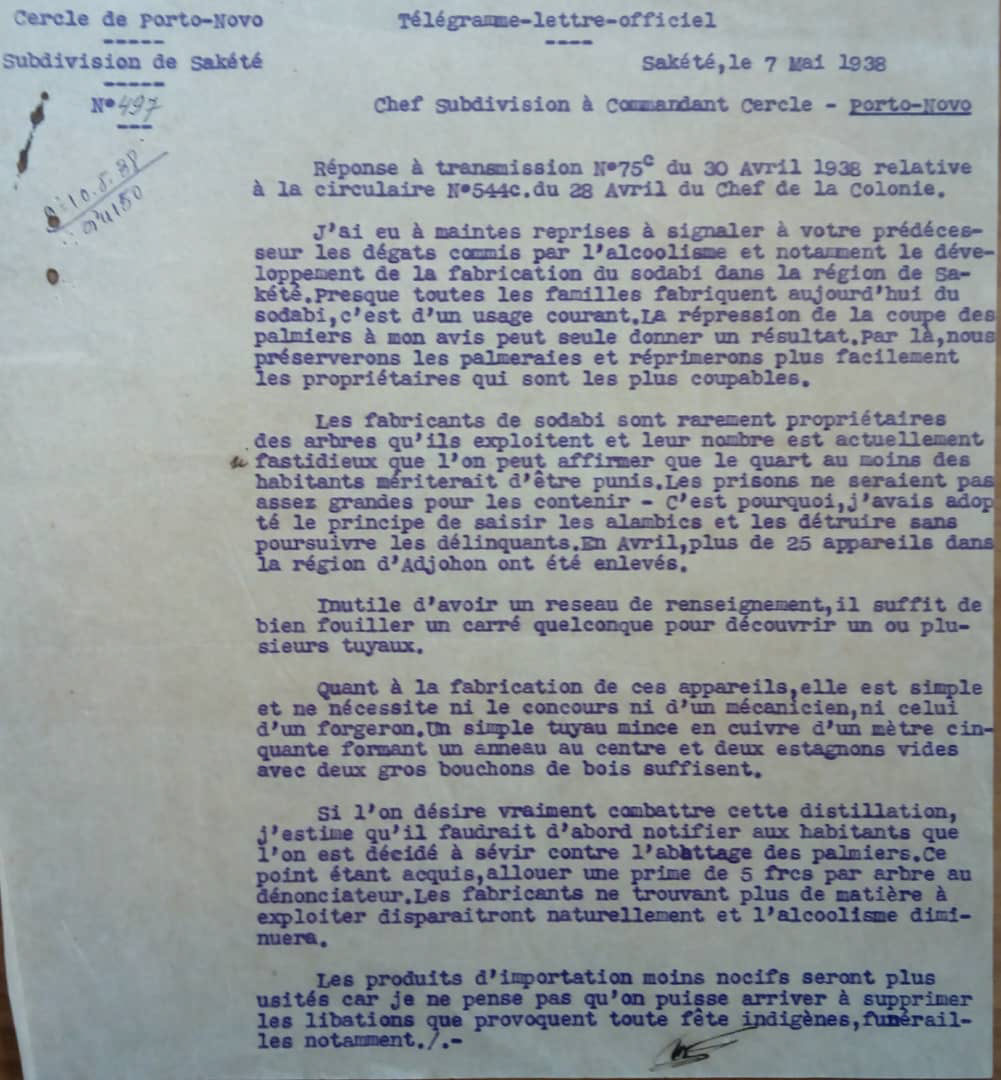 Cercle de Porto-Novo
Télégramme-lettre-officiel
-----
----
Subdivision de Sakété
Sakété,le 7 Mai 1938
-----
N°497
---
Chef Subdivision à Commandant Cercle - Porto-Novo
10.5.38
4150
Réponse à transmission N°75c du 30 Avril 1938 relative
à la circulaire N°544c.du 28 Avril du Chef de la Colonie.
J'ai eu à maintes reprises à signaler à votre prédéces-
seur les dégats commis par l'alcoolisme et notamment le déve-
loppement de la fabrication du sodabi dans la région de Sa-
kété.Presque toutes les familles fabriquent aujourd'hui du
sodabi,c'est d'un usage courant.La répression de la coupe des
palmiers à mon avis peut seule donner un résultat.Par là,nous
préserverons les palmeraies et réprimerons plus facilement
les propriétaires qui sont les plus coupables.
Les fabricants de sodabi sont rarement propriétaires
des arbres qu'ils exploitent et leur nombre est actuellement
si fastidieux que l'on peut affirmer que le quart au moins des
habitants mériterait d'être punis.Les prisons ne seraient pas
assez grandes pour les contenir - C'est pourquoi,j'avais adop
té le principe de saisir les alambics et les détruire sans
poursuivre les délinquants.En Avril,plus de 25 appareils dans
la région d'Adjohon ont été enlevés.
Inutile d'avoir un reseau de renseignement,il suffit de
bien fouiller un carré quelconque pour découvrir un ou plu-
sieurs tuyaux.
Quant à la fabrication de ces appareils,elle est simple
et ne nécessite ni le concours ni d'un mécanicien,ni celui
d'un forgeron.Un simple tuyau mince en cuivre d'un mètre cin-
quante formant un anneau au centre et deux estagnons vides
avec deux gros bouchons de bois suffisent.
Si l'on désire vraiment combattre cette distillation,
j'estime qu'il faudrait d'abord notifier aux habitants que
l'on est décidé à sévir contre l'abattage des palmiers.Ce
point étant acquis,allouer une prime de 5 frcs par arbre au
dénonciateur.Les fabricants ne trouvant plus de matière à
exploiter disparaitront naturellement et l'alcoolisme dimi-
nuera.
Les produits d'importation moins nocifs seront plus
usités car je ne pense pas qu'on puisse arriver à supprimer
les libations que provoquent toute fête indigènes,funérail-
les notamment./.-